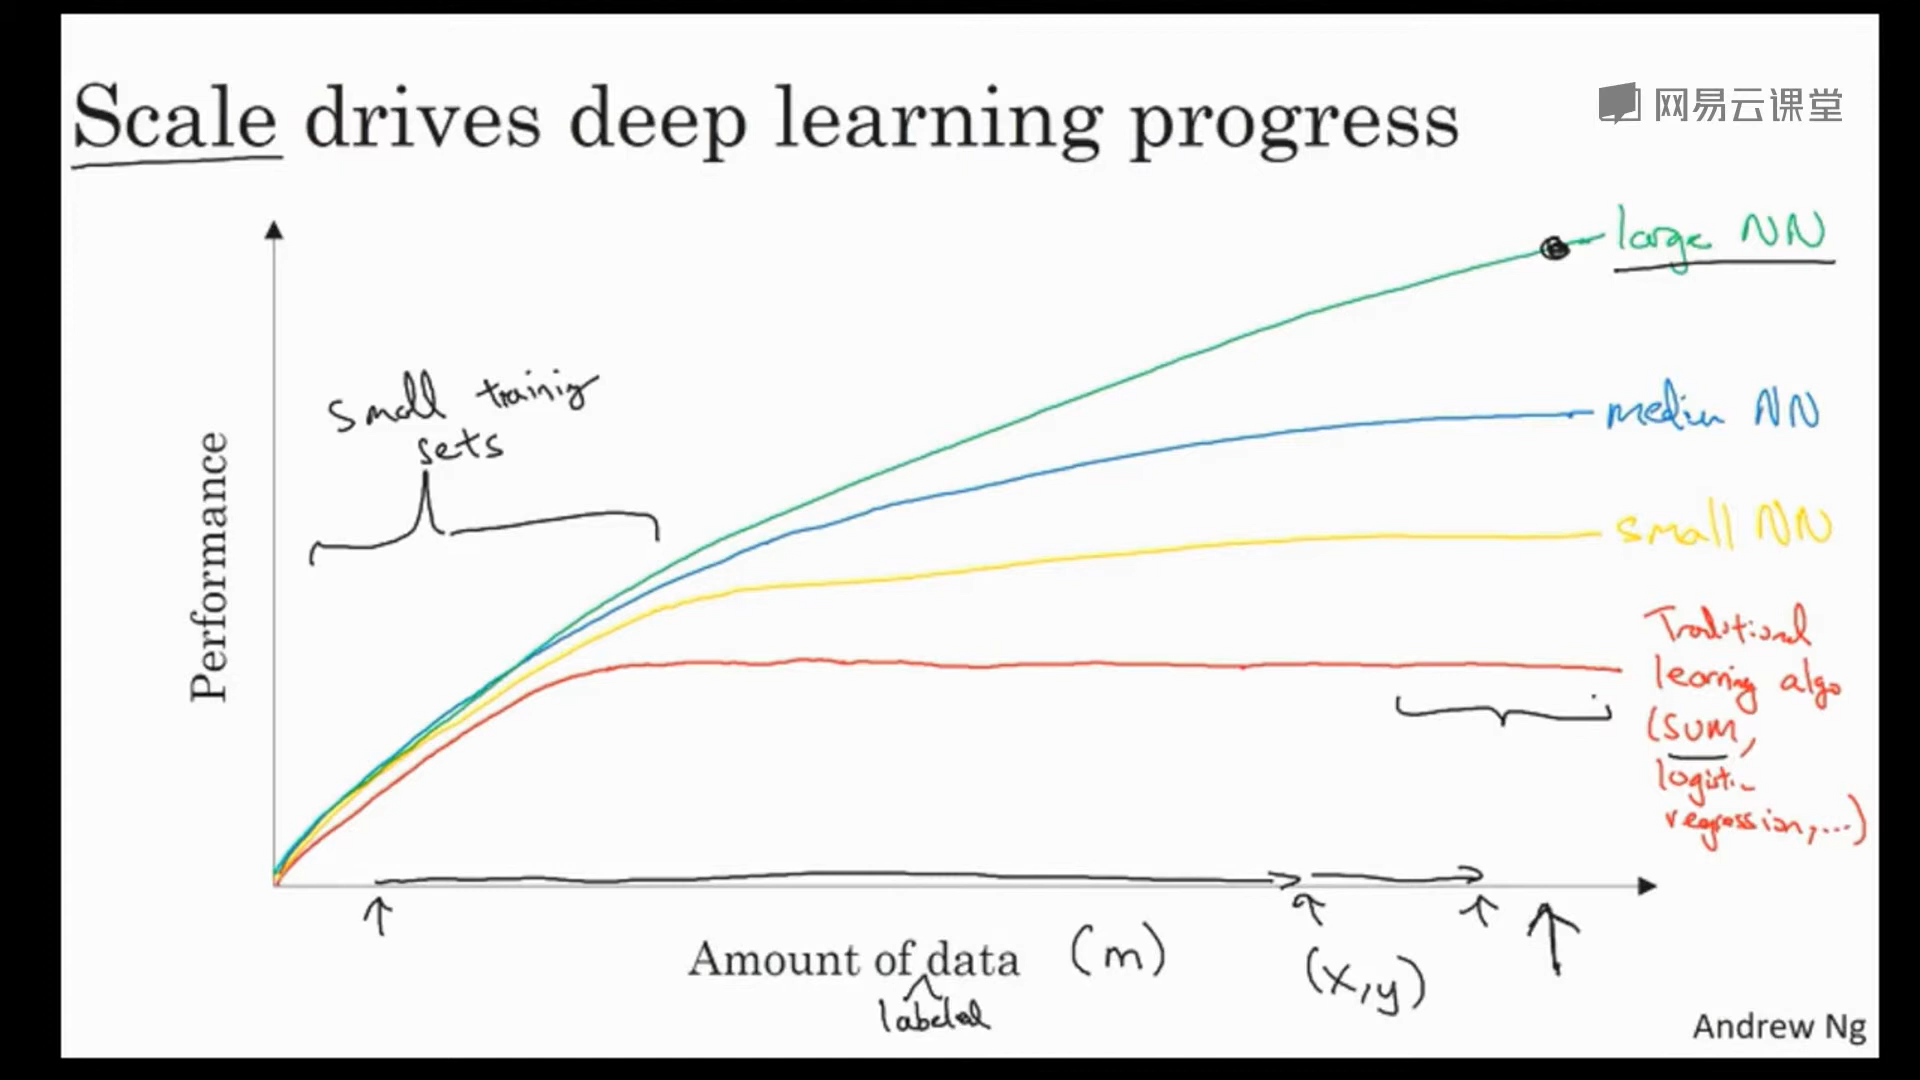 Scale drives deep learning progress
网易云课堂
large NN
small training
sets
medium NN
Performance
small NN
Traditional
learning algo
(SVM,
logistic
regression,...)
Amount of data (m)
labeled
(x,y)
Andrew Ng